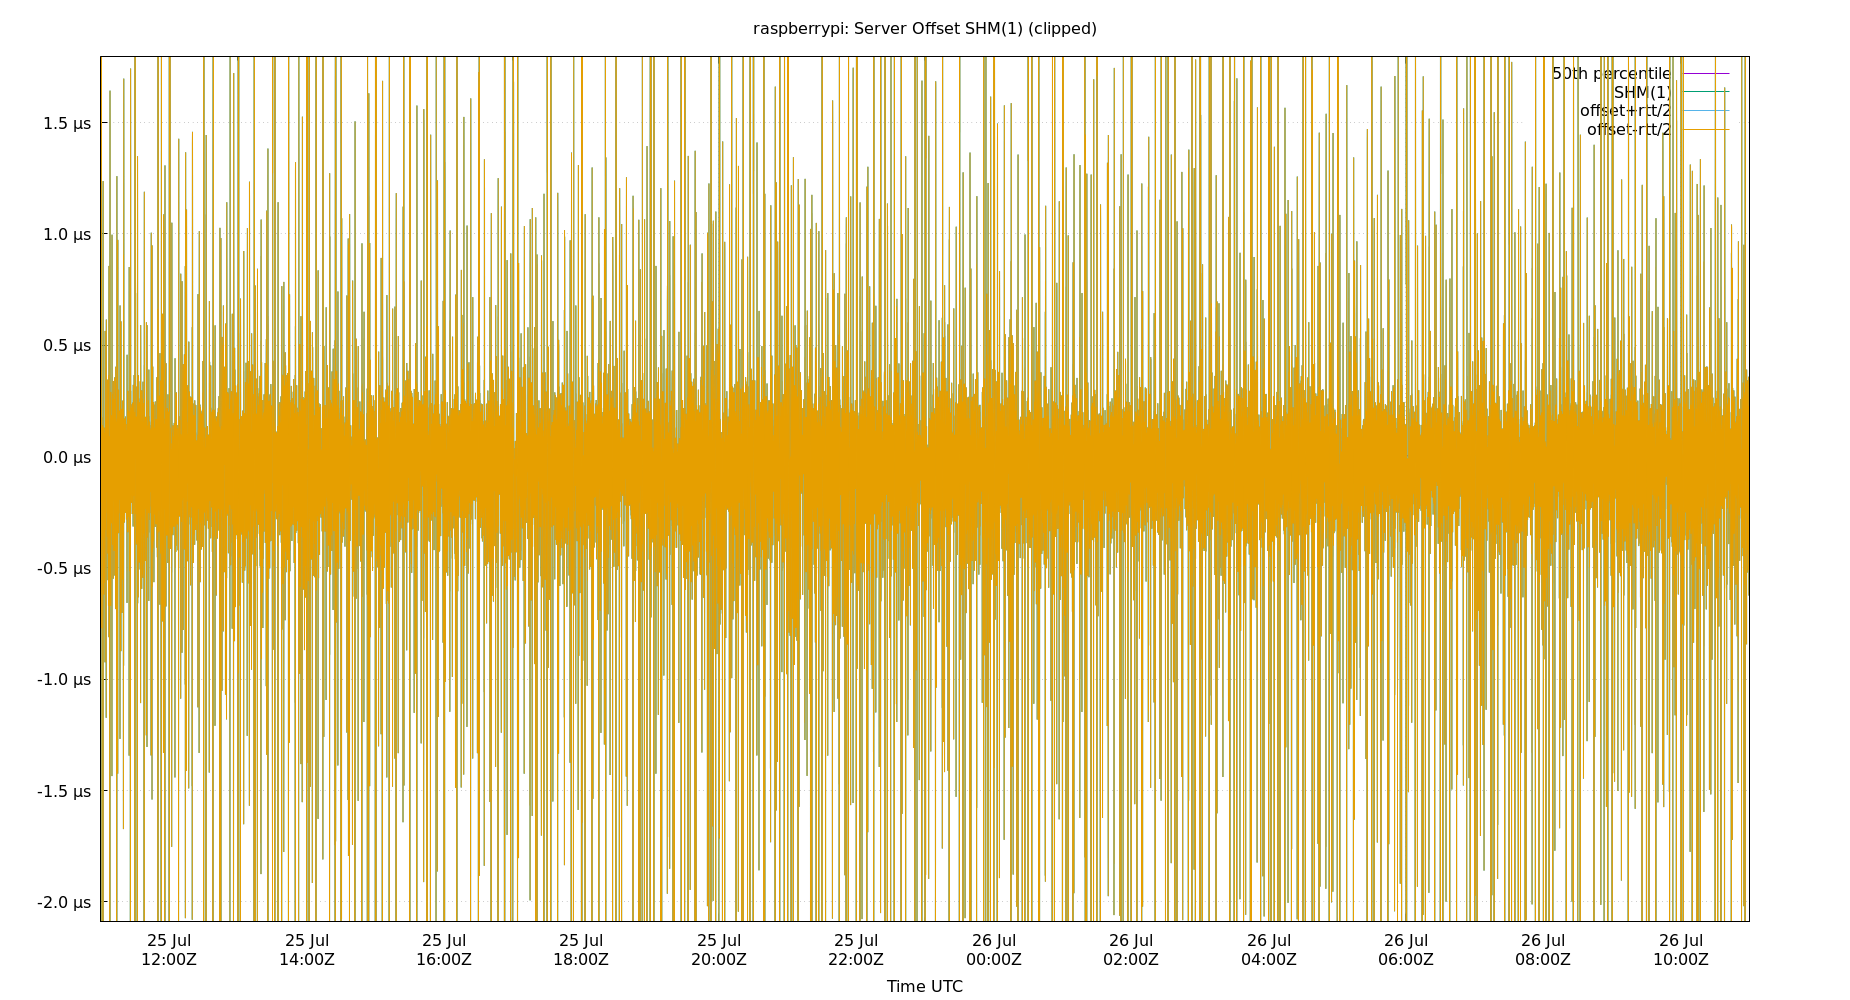 raspberrypi: Server Offset SHM(1) (clipped)
50th percentile
SHM(1)
offset+rtt/2
offset-rtt/2
1.5 µs
1.0 µs
0.5 µs
0.0 µs
-0.5 µs
-1.0 µs
-1.5 µs
-2.0 µs
25 Jul 25 Jul 25 Jul 25 Jul 25 Jul 25 Jul 26 Jul 26 Jul 26 Jul 26 Jul 26 Jul 26 Jul
12:00Z 14:00Z 16:00Z 18:00Z 20:00Z 22:00Z 00:00Z 02:00Z 04:00Z 06:00Z 08:00Z 10:00Z
Time UTC